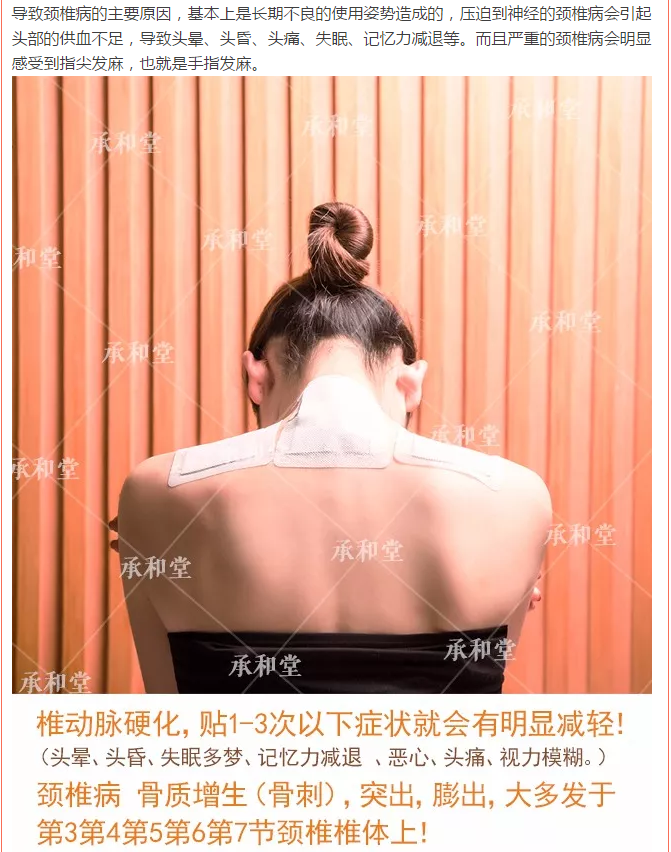 导致颈椎病的主要原因，基本上是长期不良的使用姿势造成的，压迫到神经的颈椎病会引起
头部的供血不足，导致头晕、头昏、头痛、失眠、记忆力减退等。而且严重的颈椎病会明显
感受到指尖发麻，也就是手指发麻。
承和堂
承和堂
承和堂
承和堂
承和堂
和堂
承和堂
承和堂
承和堂
承和堂
承和堂
承和堂
承和堂
承和堂
承和堂
承和堂
椎动脉硬化，贴1-3次以下症状就会有明显减轻！
（头晕、头昏、失眠多梦、记忆力减退 、恶心、头痛、视力模糊。）
颈椎病 骨质增生（骨刺），突出，膨出，大多发于
第3第4第5第6第7节颈椎椎体上！